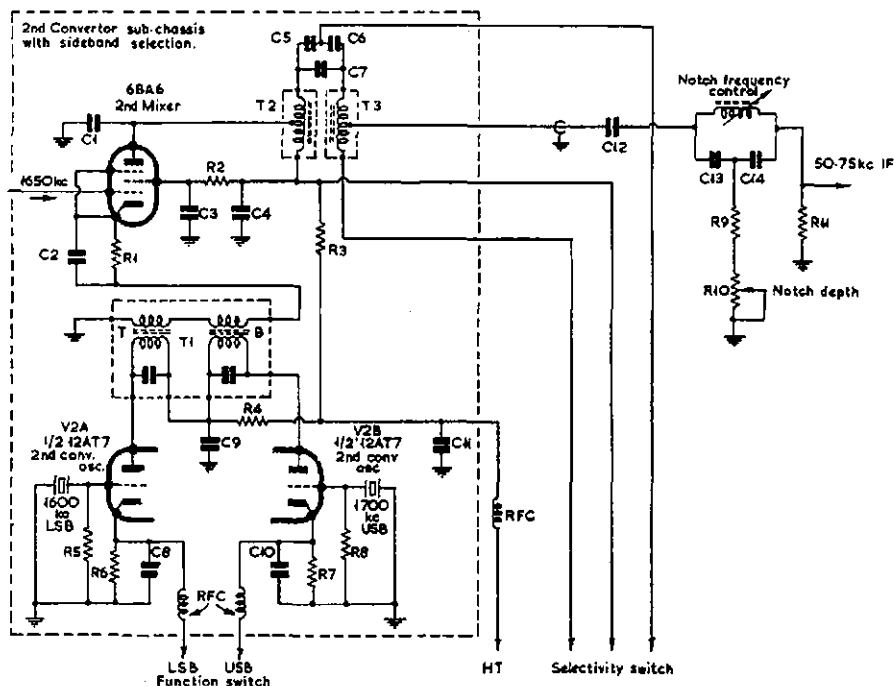 2nd Convertor sub-chassis
with sideband selection.
C5
C6
C7
6BA6
2nd Mixer
C1
T2
T3
Notch frequency
control
C12
C13
C14
1650kc
R2
C3
C4
50-75kc IF
C2
R1
R3
R9
R11
R10
Notch depth
T
T1
B
R4
V2A
1/2 12AT7
2nd conv.
osc.
C9
V2B
1/2 12AT7
2nd conv
osc
C11
1600
kc
LSB
1700
kc
USB
RFC
R5
R6
C8
C10
R7
R8
RFC
LSB
USB
Function switch
HT
Selectivity switch